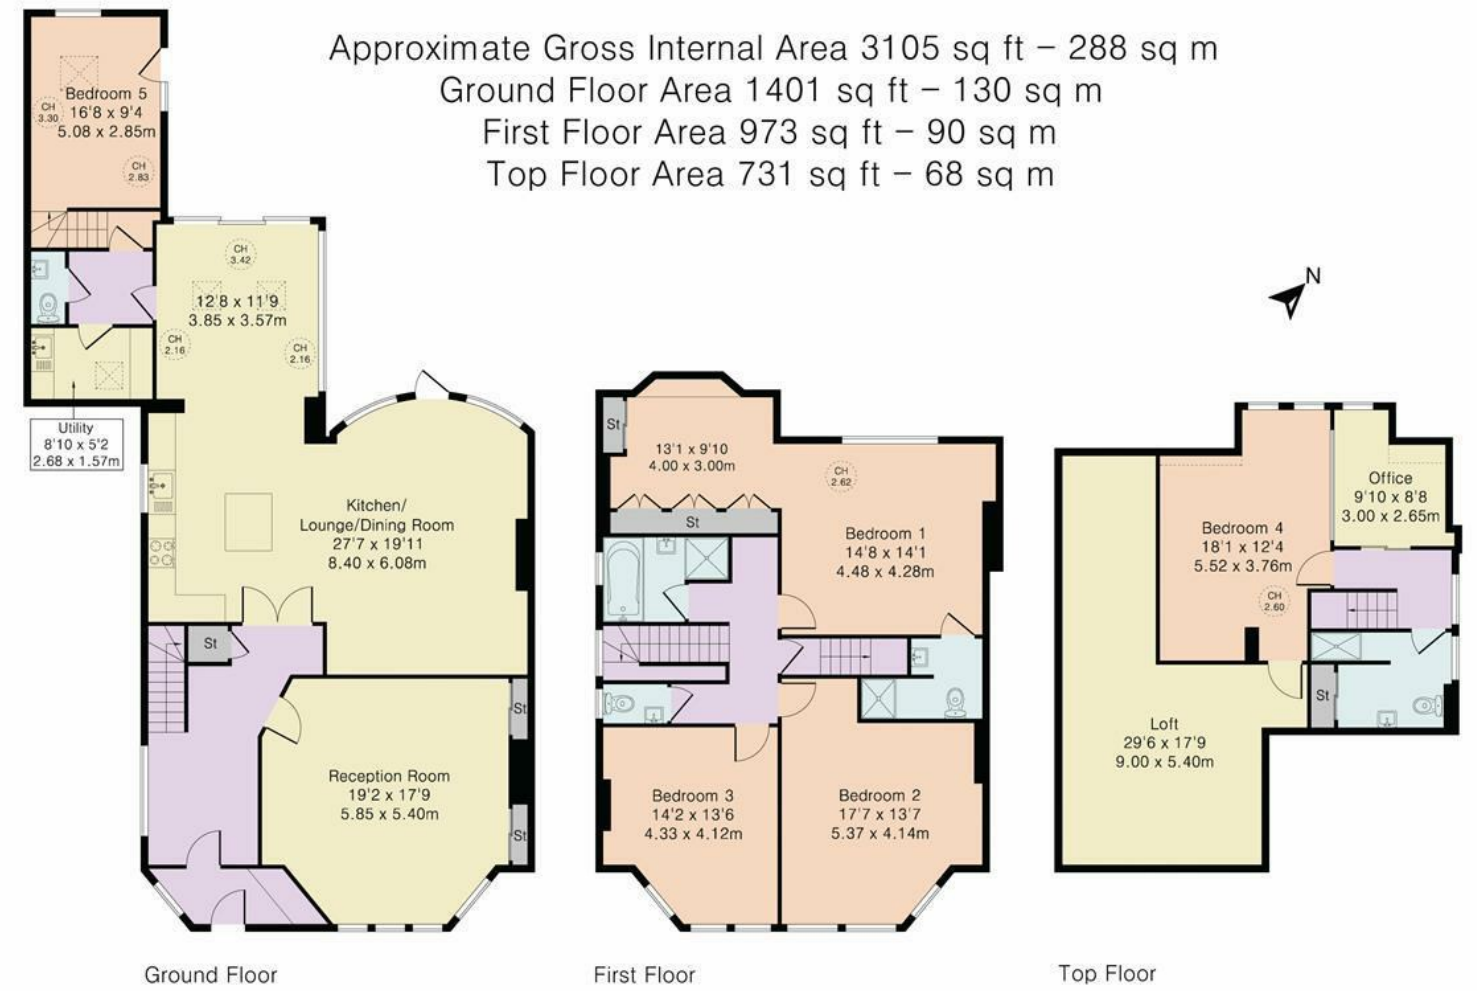 Approximate Gross Internal Area 3105 sq ft – 288 sq m
Ground Floor Area 1401 sq ft – 130 sq m
First Floor Area 973 sq ft – 90 sq m
Top Floor Area 731 sq ft – 68 sq m
Bedroom 5
16'8 x 9'4
5.08 x 2.85m
CH
3.30
CH
2.83
CH
3.42
12'8 x 11'9
3.85 x 3.57m
CH
2.16
CH
2.16
Utility
8'10 x 5'2
2.68 x 1.57m
Kitchen/
Lounge/Dining Room
27'7 x 19'11
8.40 x 6.08m
St
St
Reception Room
19'2 x 17'9
5.85 x 5.40m
St
Ground Floor
St
13'1 x 9'10
4.00 x 3.00m
CH
2.62
St
Bedroom 1
14'8 x 14'1
4.48 x 4.28m
Bedroom 3
14'2 x 13'6
4.33 x 4.12m
Bedroom 2
17'7 x 13'7
5.37 x 4.14m
First Floor
N
Office
9'10 x 8'8
3.00 x 2.65m
Bedroom 4
18'1 x 12'4
5.52 x 3.76m
CH
2.60
St
Loft
29'6 x 17'9
9.00 x 5.40m
Top Floor